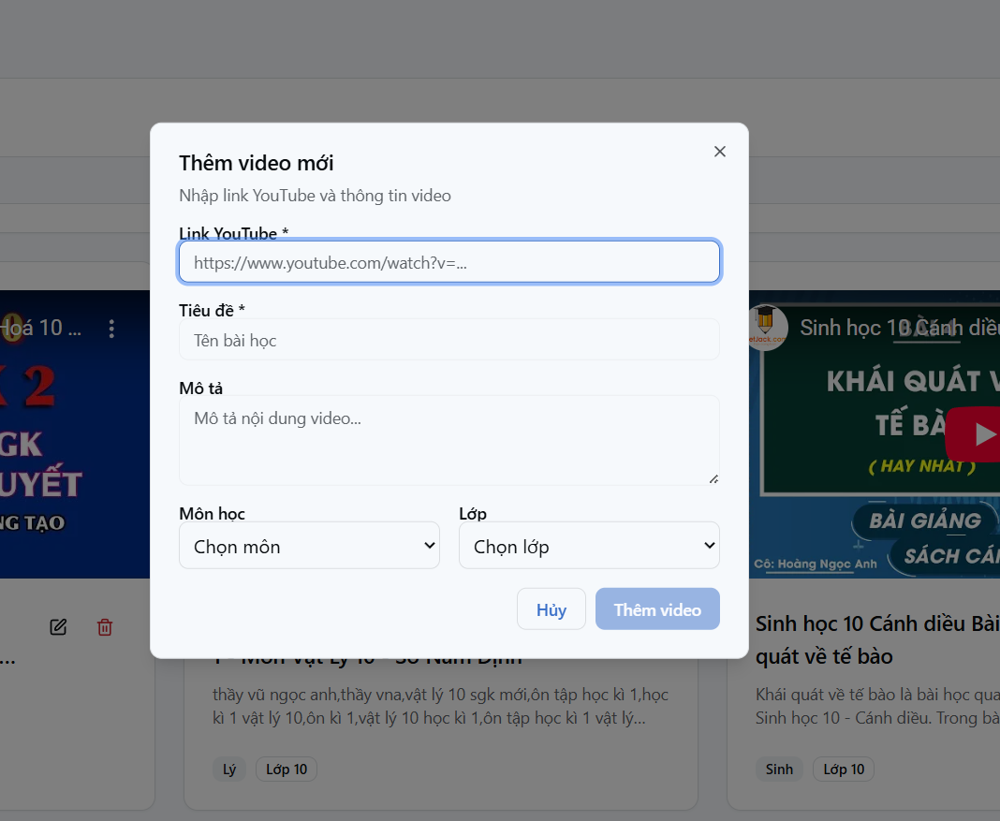 Thêm video mới
Nhập link YouTube và thông tin video
Link YouTube *
https://www.youtube.com/watch?v=...
Tiêu đề *
Tên bài học
Mô tả
Mô tả nội dung video...
Môn học
Lớp
Chọn môn
Chọn lớp
Hủy
Thêm video
Hoá 10 ...
2
GK
UYẾT
NG TẠO
...
1 - Môn Vật Lý 10 - Sở Nam Định
thầy vũ ngọc anh,thầy vna,vật lý 10 sgk mới,ôn tập học kì 1,học
kì 1 vật lý 10,ôn kì 1,vật lý 10 học kì 1,ôn tập học kì 1 vật lý...
Lý
Lớp 10
Sinh học 10 Cánh diều
BÀI 4
KHÁI QUÁT V
TẾ BÀ
( HAY NHẤT )
BÀI GIẢNG
SÁCH CÁN
Cô: Hoàng Ngọc Anh
Sinh học 10 Cánh diều Bài
quát về tế bào
Khái quát về tế bào là bài học qua
Sinh học 10 - Cánh diều. Trong bà
Sinh
Lớp 10